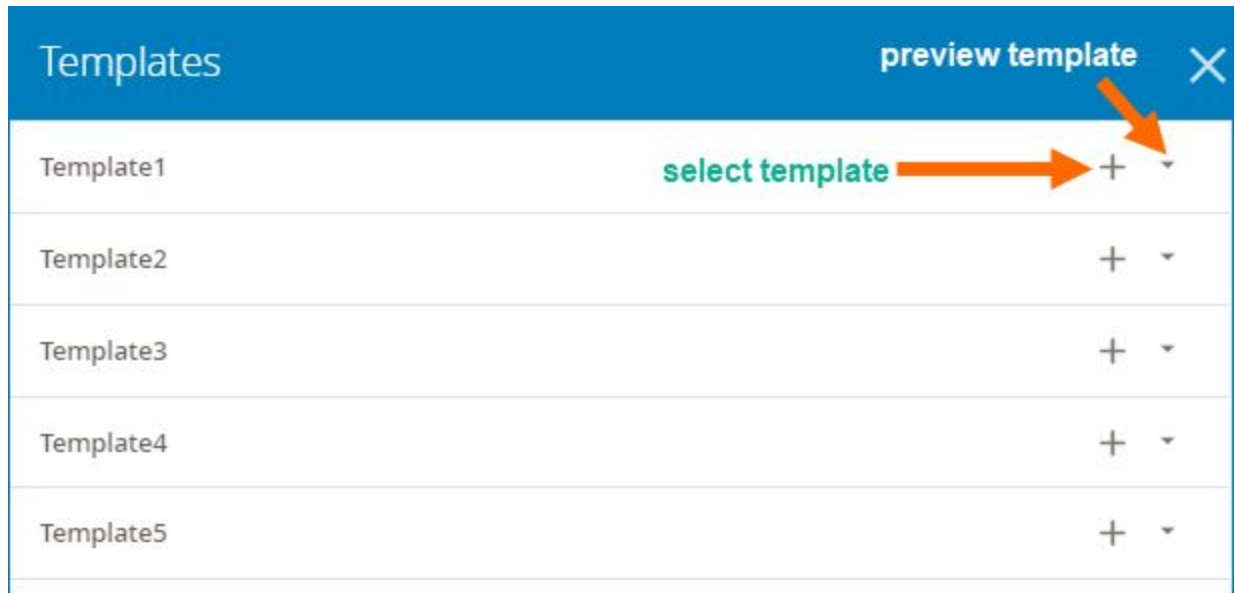 Templates
preview template
Template1
select template
Template2
Template3
Template4
Template5